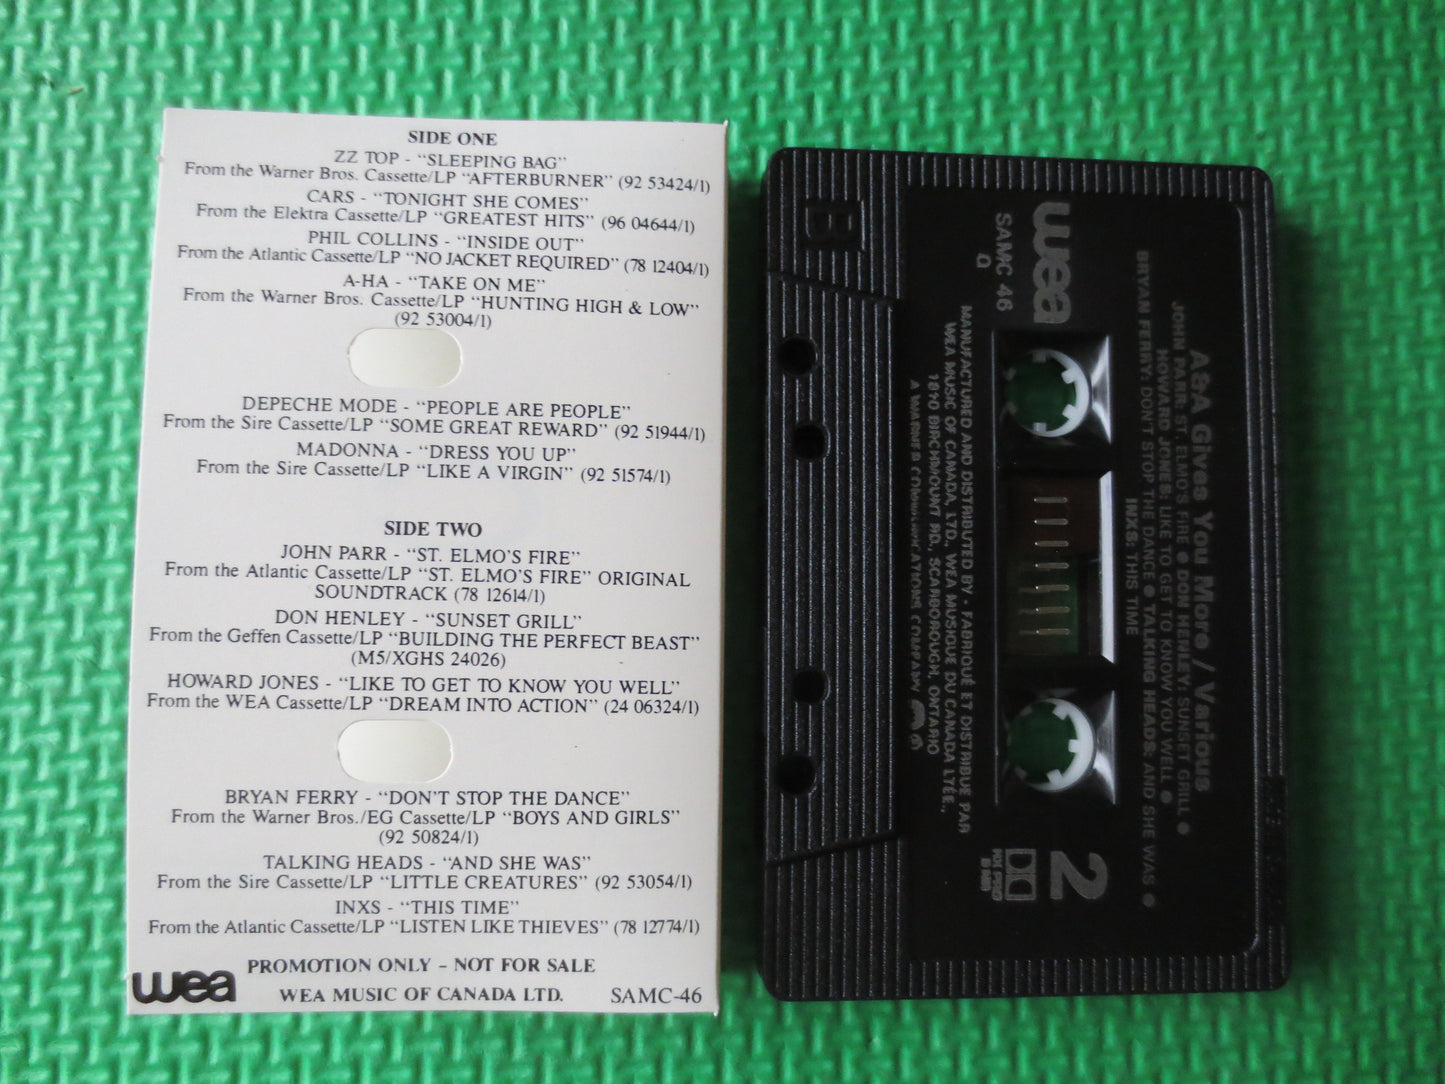 SIDE ONE
ZZ TOP - "SLEEPING BAG"
From the Warner Bros. Cassette/LP "AFTERBURNER" (92 53424/1)
CARS - "TONIGHT SHE COMES"
From the Elektra Cassette/LP "GREATEST HITS" (96 04644/1)
PHIL COLLINS - "INSIDE OUT"
From the Atlantic Cassette/LP "NO JACKET REQUIRED" (78 12404/1)
A-HA - "TAKE ON ME"
From the Warner Bros. Cassette/LP "HUNTING HIGH & LOW"
(92 53004/1)
DEPECHE MODE - "PEOPLE ARE PEOPLE"
From the Sire Cassette/LP "SOME GREAT REWARD" (92 51944/1)
MADONNA - "DRESS YOU UP"
From the Sire Cassette/LP "LIKE A VIRGIN" (92 51574/1)
SIDE TWO
JOHN PARR - "ST. ELMO'S FIRE"
From the Atlantic Cassette/LP "ST. ELMO'S FIRE" ORIGINAL
SOUNDTRACK (78 12614/1)
DON HENLEY - "SUNSET GRILL"
From the Geffen Cassette/LP "BUILDING THE PERFECT BEAST"
(M5/XGHS 24026)
HOWARD JONES - "LIKE TO GET TO KNOW YOU WELL"
From the WEA Cassette/LP "DREAM INTO ACTION" (24 06324/1)
BRYAN FERRY - "DON'T STOP THE DANCE"
From the Warner Bros./EG Cassette/LP "BOYS AND GIRLS"
(92 50824/1)
TALKING HEADS - "AND SHE WAS"
From the Sire Cassette/LP "LITTLE CREATURES" (92 53054/1)
INXS - "THIS TIME"
From the Atlantic Cassette/LP "LISTEN LIKE THIEVES" (78 12774/1)
PROMOTION ONLY - NOT FOR SALE
wea
WEA MUSIC OF CANADA LTD. SAMC-46
A&A Gives You More / Various
JOHN PARR: ST. ELMO'S FIRE ● DON HENLEY: SUNSET GRILL ●
HOWARD JONES: LIKE TO GET TO KNOW YOU WELL ●
BRYAN FERRY: DON'T STOP THE DANCE ● TALKING HEADS: AND SHE WAS ●
INXS: THIS TIME
wea
SAMC 46
B
2
MANUFACTURED AND DISTRIBUTED BY - FABRIQUE ET DISTRIBUE PAR
WEA MUSIC OF CANADA, LTD., WEA MUSIQUE DU CANADA LTÉE.,
1810 BIRCHMOUNT RD., SCARBOROUGH, ONTARIO
A WARNER COMMUNICATIONS COMPANY